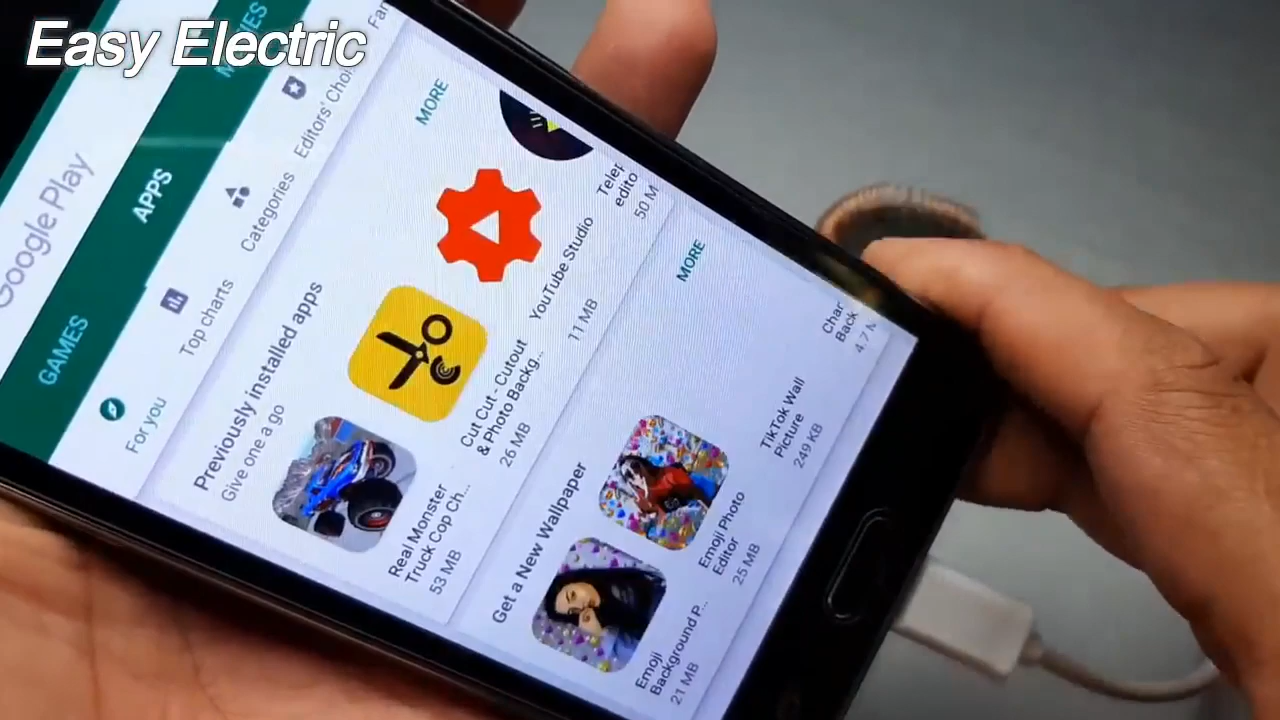 Easy Electric
Google Play
GAMES
APPS
For you
Top charts
Categories
Editors' Choi
Fan
Previously installed apps
Give one a go
MORE
Real Monster
Truck Cop Ch...
53 MB
Cut Cut - Cutout
& Photo Backg...
26 MB
YouTube Studio
11 MB
Telep
edito
50 M
Get a New Wallpaper
MORE
Emoji
Background P...
21 MB
Emoji Photo
Editor
25 MB
TikTok Wall
Picture
249 KB
Char
Back
4.7 M